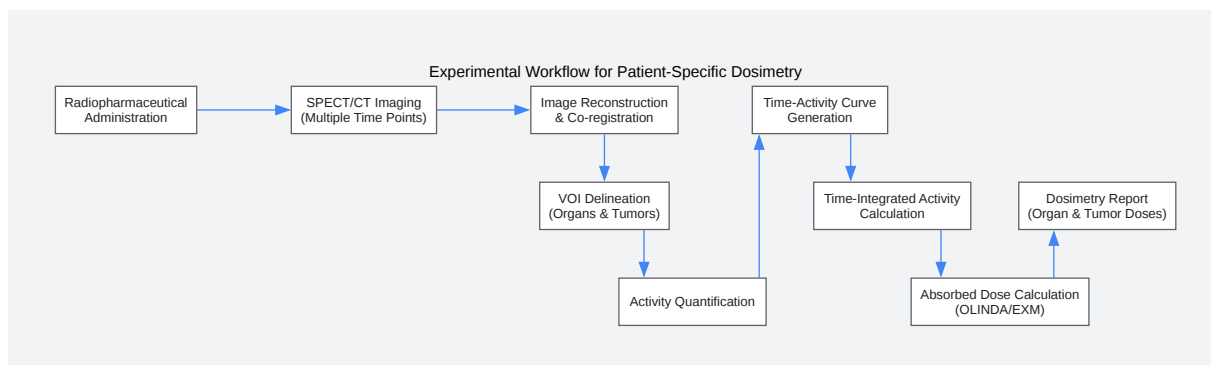 Experimental Workflow for Patient-Specific Dosimetry
Radiopharmaceutical
Administration
SPECT/CT Imaging
(Multiple Time Points)
Image Reconstruction
& Co-registration
VOI Delineation
(Organs & Tumors)
Activity Quantification
Time-Activity Curve
Generation
Time-Integrated Activity
Calculation
Absorbed Dose Calculation
(OLINDA/EXM)
Dosimetry Report
(Organ & Tumor Doses)